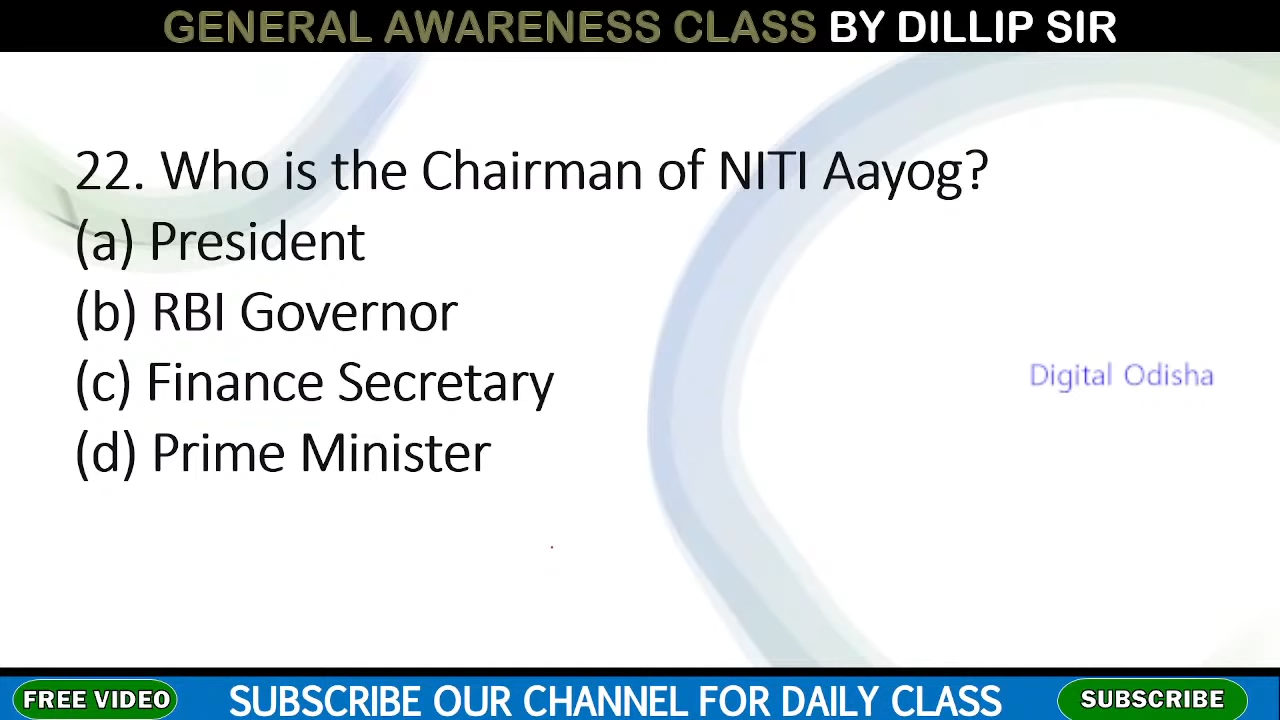 GENERAL AWARENESS CLASS BY DILLIP SIR
22. Who is the Chairman of NITI Aayog?
(a) President
(b) RBI Governor
(c) Finance Secretary
(d) Prime Minister
Digital Odisha
FREE VIDEO SUBSCRIBE OUR CHANNEL FOR DAILY CLASS SUBSCRIBE